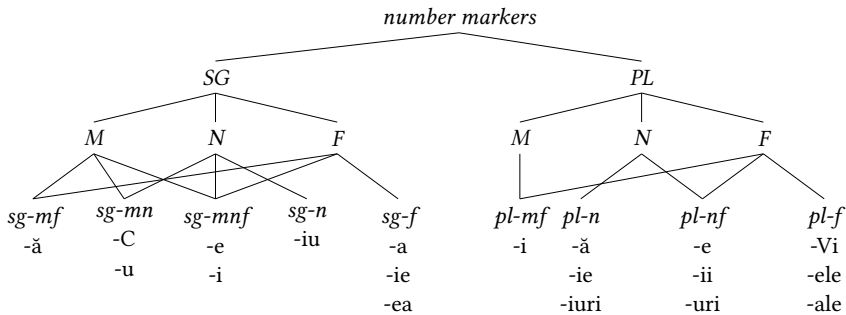 number markers
SG PL
M N F M N F
sg-mf sg-mn sg-mnf sg-n sg-f pl-mf pl-n pl-nf pl-f
-ă -C -e -iu -a -i -ă -e -Vi
-u -i -ie -ie -ii -ele
-ea -iuri -uri -ale